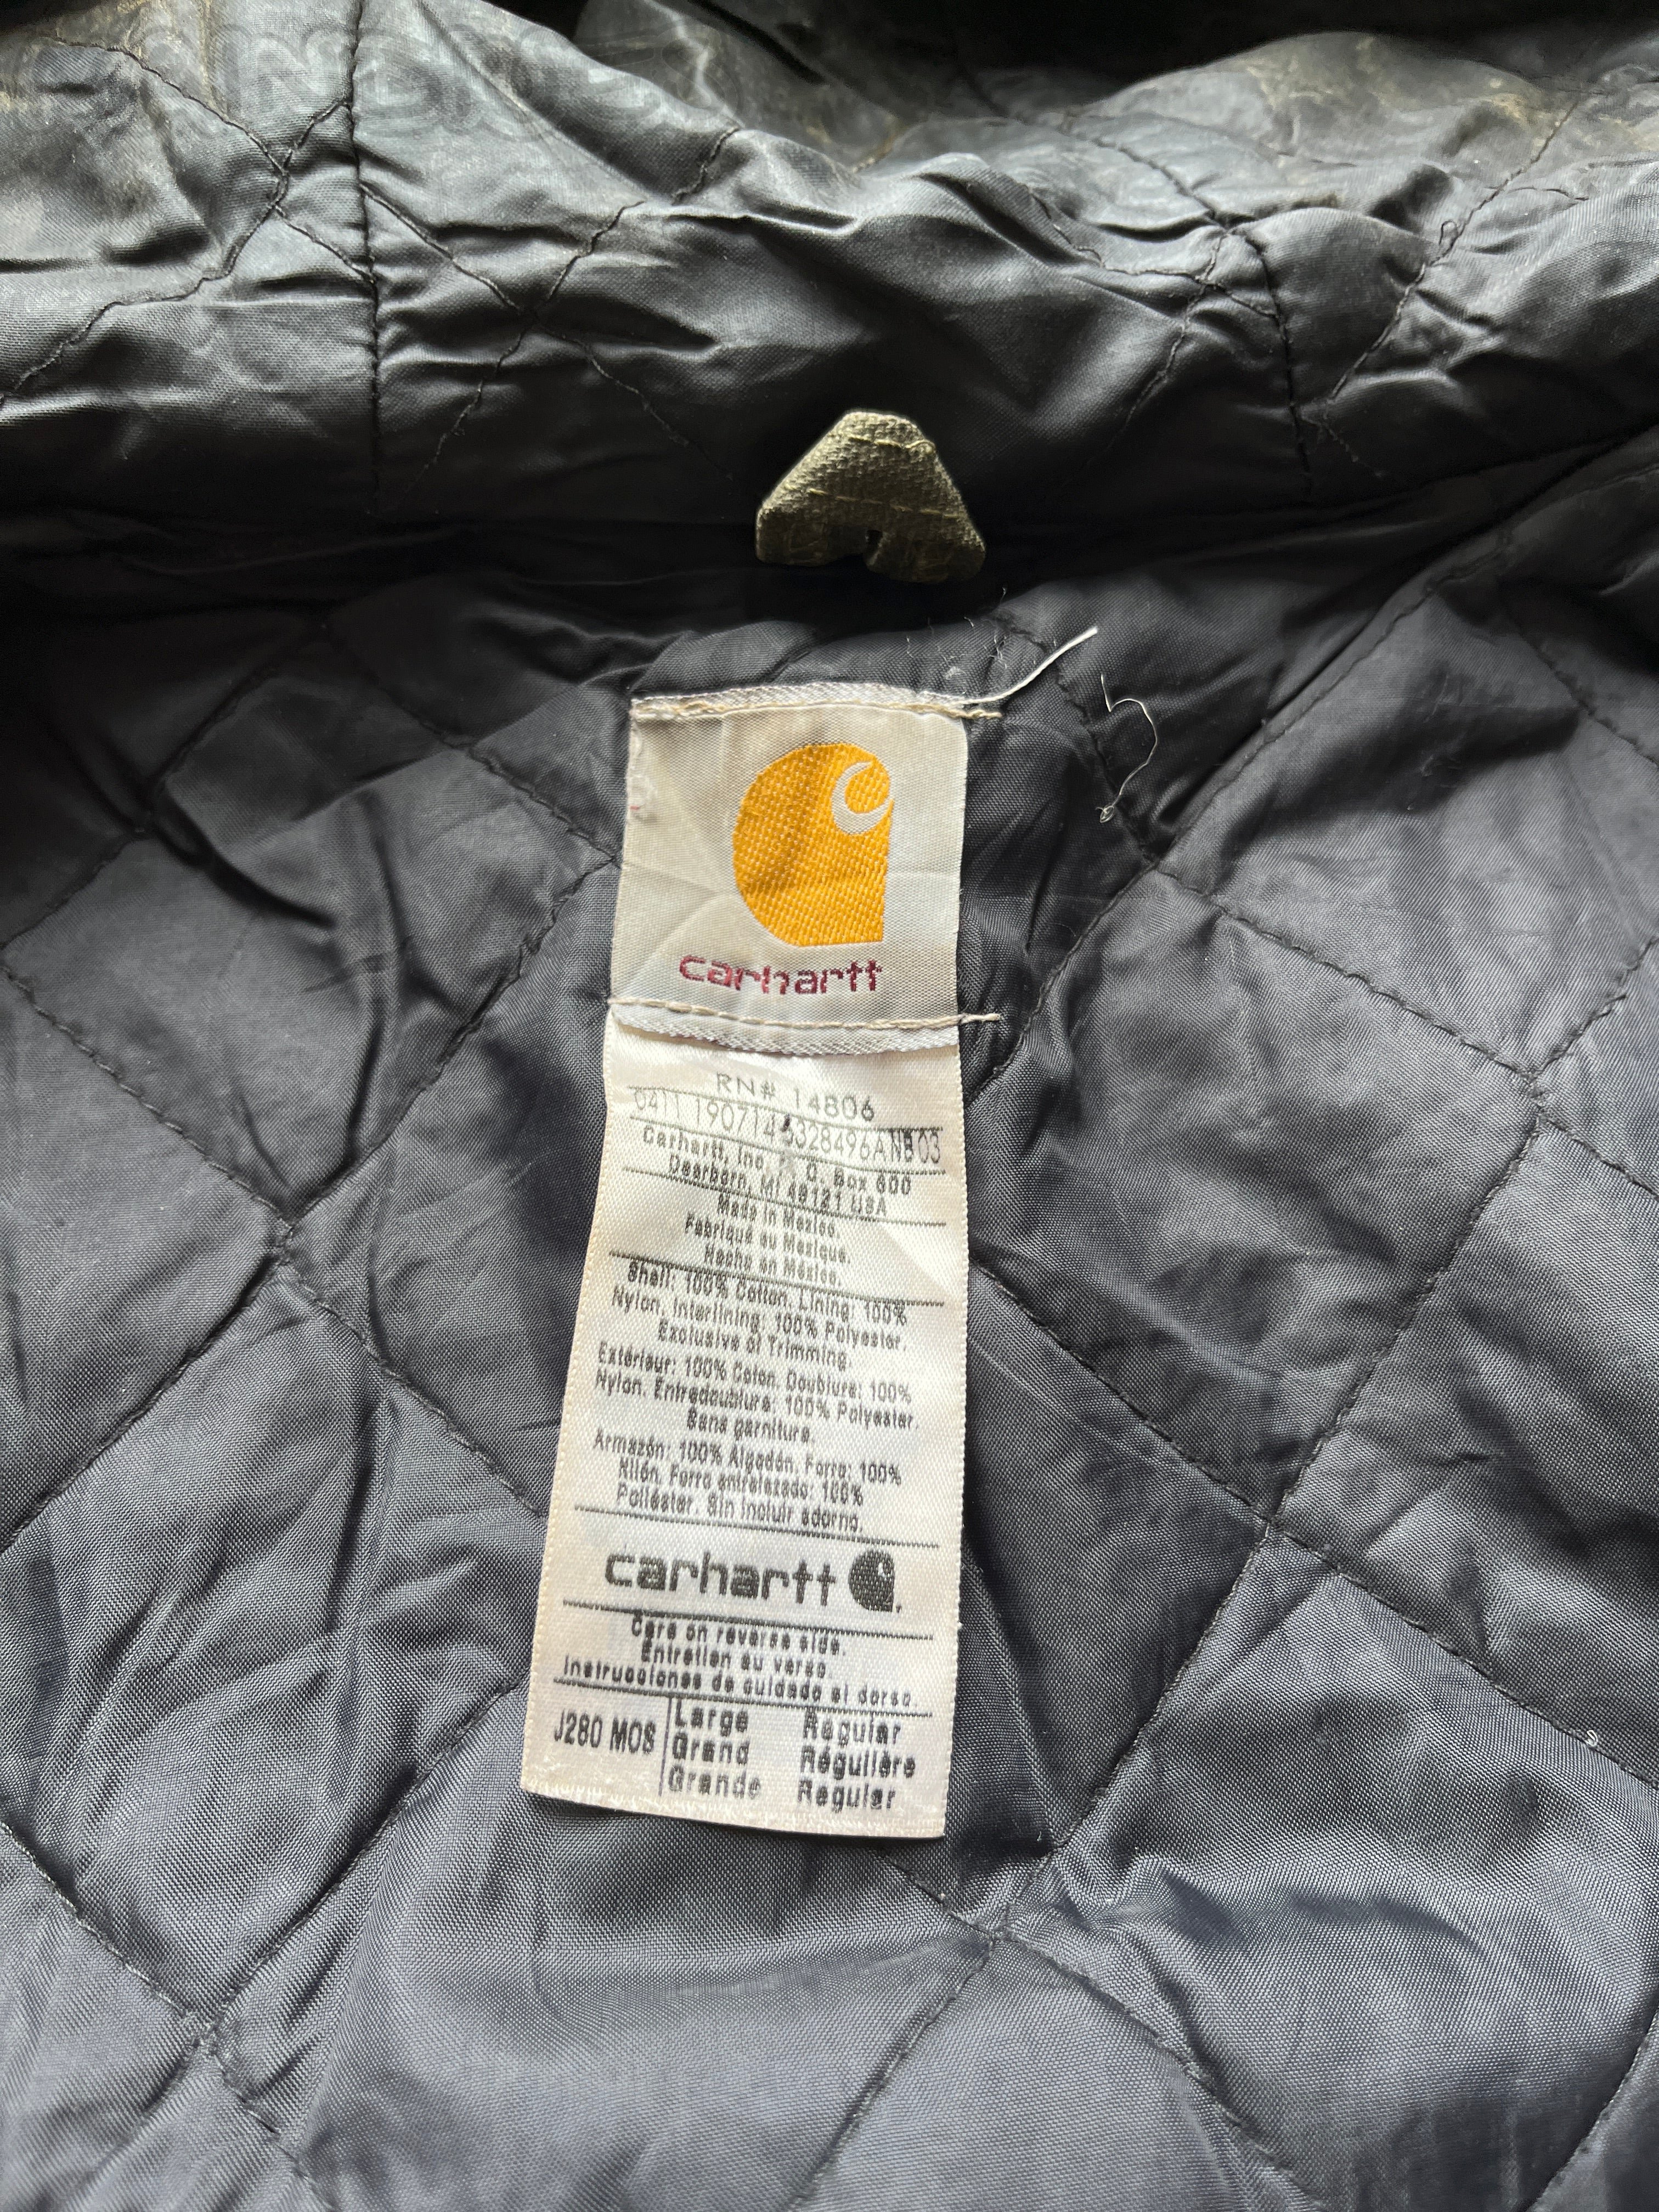 carhartt
RN# 14806
0411 190714 5328496ANB03
Carhartt, Inc. P. O. Box 600
Dearborn, MI 48121 USA
Made in Mexico.
Fabriqué au Mexique.
Hecho en México.
Shell: 100% Cotton. Lining: 100%
Nylon. Interlining: 100% Polyester.
Exclusive of Trimming.
Extérieur: 100% Coton. Doublure: 100%
Nylon. Entredoublure: 100% Polyester.
Sans garniture.
Armazón: 100% Algodón. Forro: 100%
Nilón. Forro entrelazado: 100%
Poliéster. Sin incluir adorno.
carhartt
Care on reverse side.
Entretien au verso.
Instrucciones de cuidado al dorso.
J280 MOS
Large Regular
Grand Régulière
Grande Regular